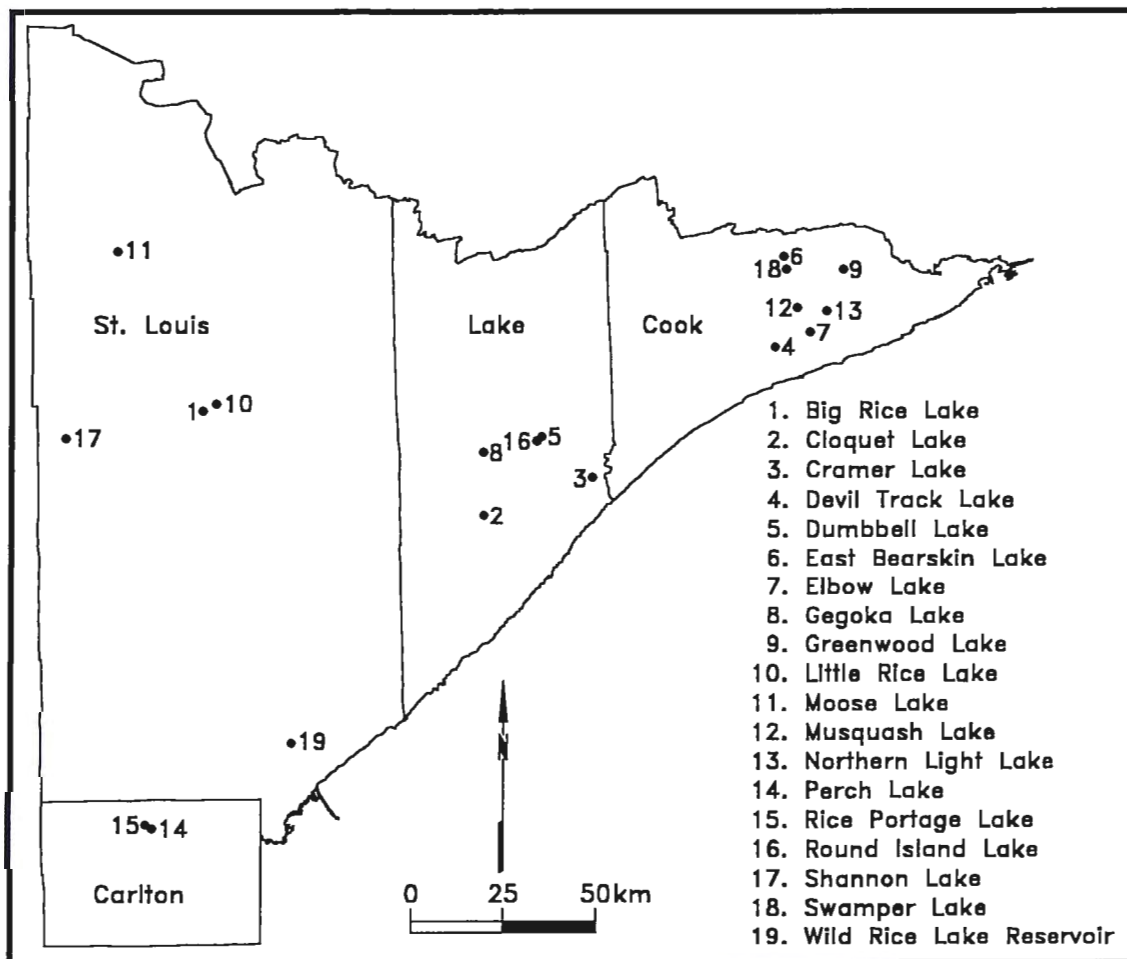 11
6
18
9
St. Louis
Lake
Cook
12
13
7
4
1
10
17
16
5
8
3
2
1. Big Rice Lake
2. Cloquet Lake
3. Cramer Lake
4. Devil Track Lake
5. Dumbbell Lake
6. East Bearskin Lake
7. Elbow Lake
8. Gegoka Lake
9. Greenwood Lake
10. Little Rice Lake
11. Moose Lake
12. Musquash Lake
13. Northern Light Lake
14. Perch Lake
15. Rice Portage Lake
16. Round Island Lake
17. Shannon Lake
18. Swamper Lake
19. Wild Rice Lake Reservoir
N
19
15
14
Carlton
0 25 50km